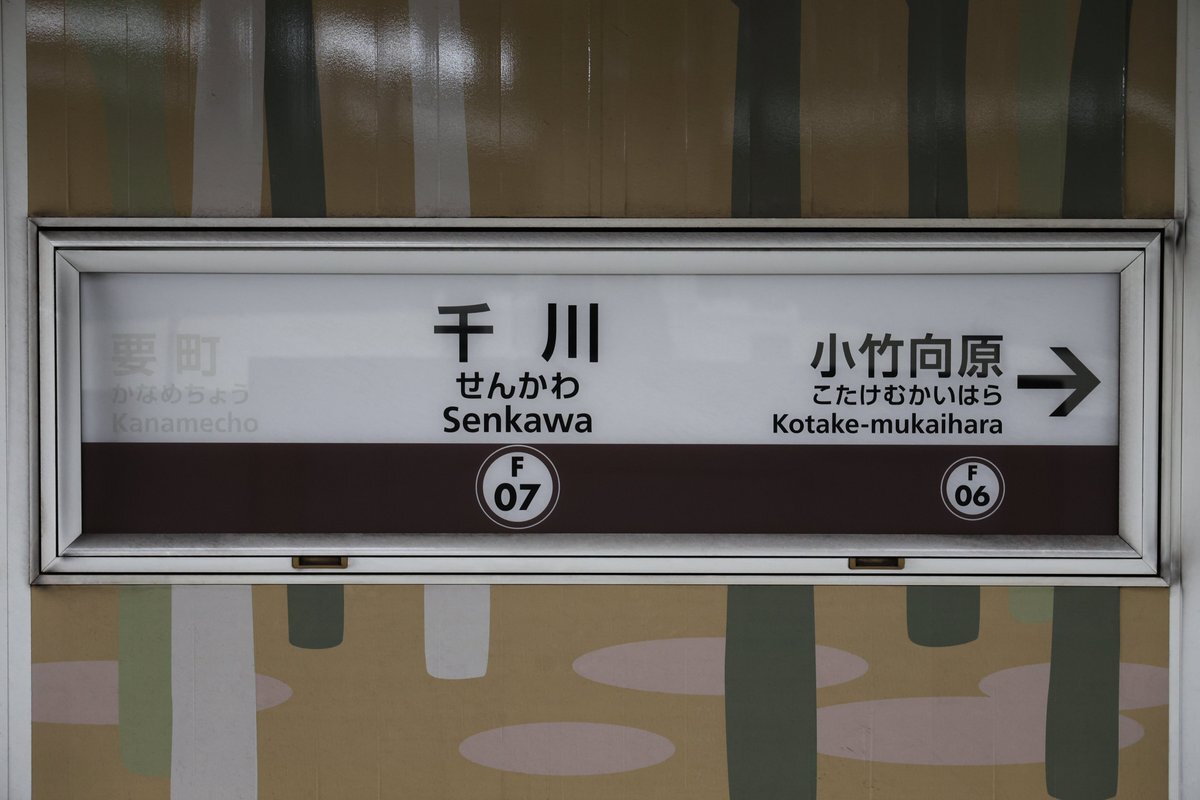 要町
かなめちょう
Kanamecho
千川
せんかわ
Senkawa
F
07
小竹向原
こたけむかいはら
Kotake-mukaihara
F
06